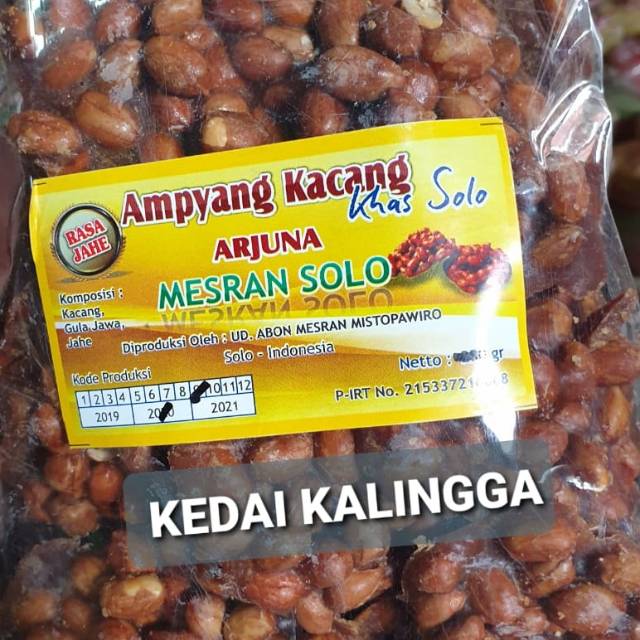 Ampyang Kacang
khas Solo
RASA
JAHE
ARJUNA
MESRAN SOLO
Komposisi :
Kacang,
Gula, Jawa,
Jahe
Diproduksi Oleh : UD. ABON MESRAN MISTOPAWIRO
Solo - Indonesia
Netto : gr
Kode Produksi
1 2 3 4 5 6 7 8 10 11 12
2019 2021
P-IRT No.
KEDAI KALINGGA